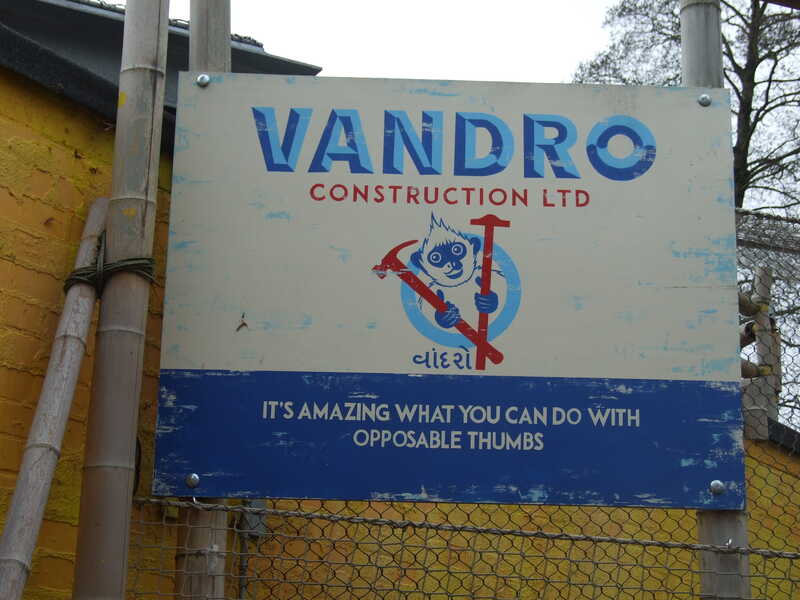 VANDRO
CONSTRUCTION LTD
વાંદરો
IT'S AMAZING WHAT YOU CAN DO WITH
OPPOSABLE THUMBS